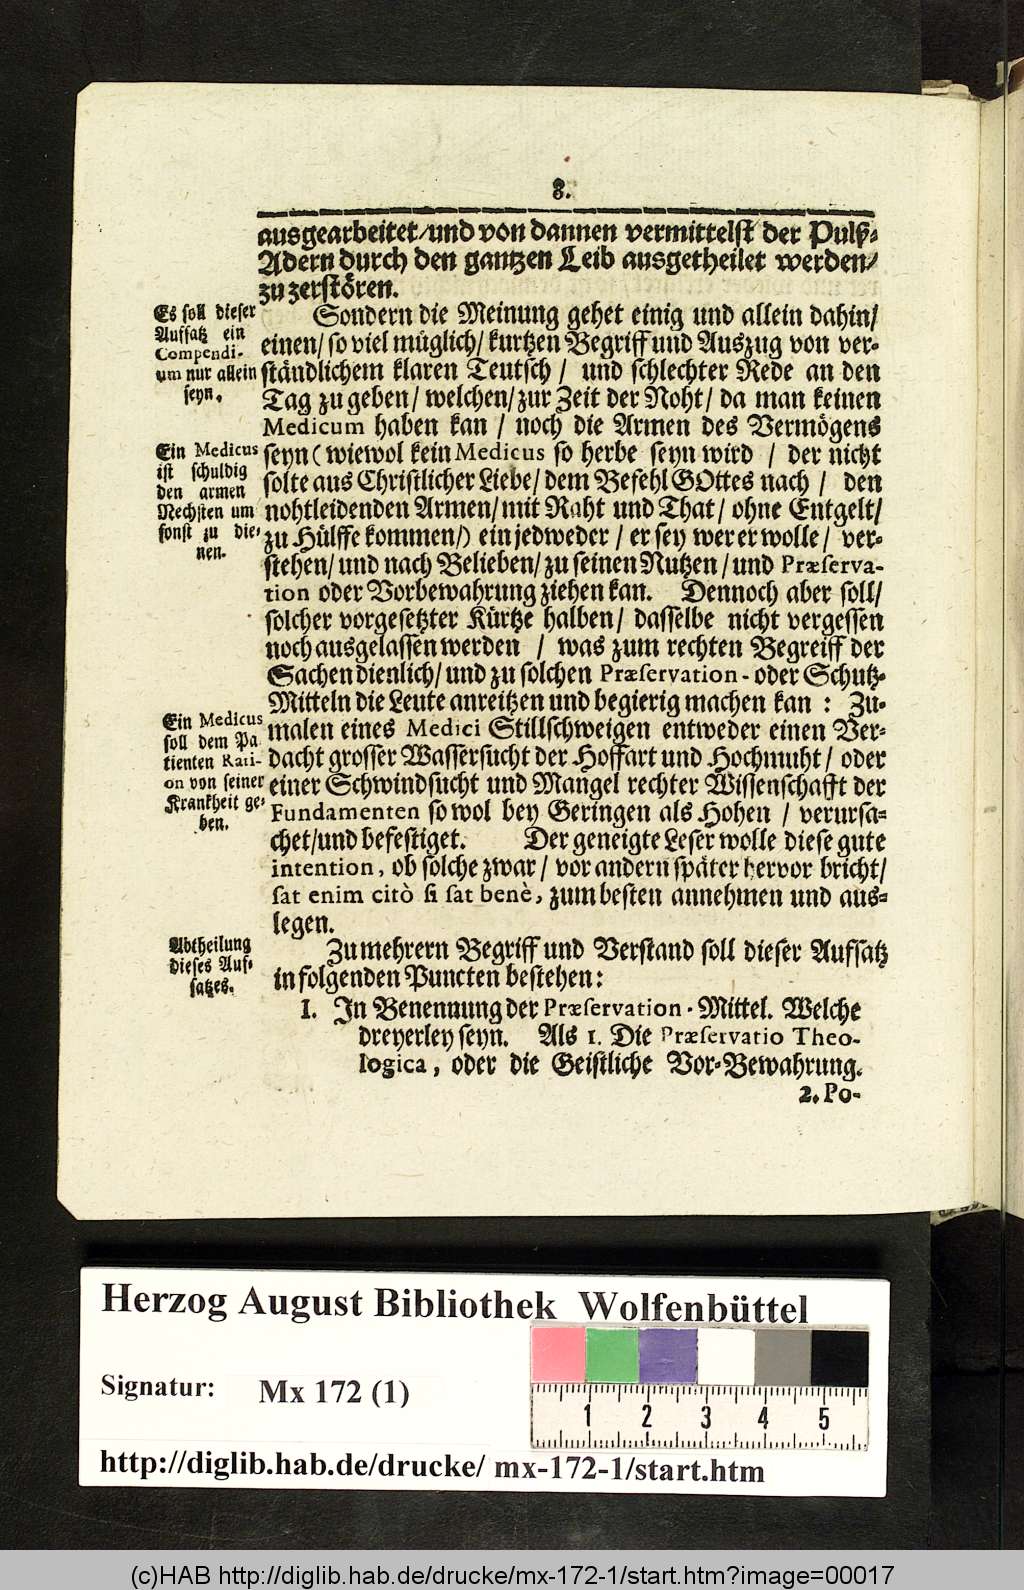 8.
ausgearbeitet/und von dannen vermittelst der Pulß-
Adern durch den gantzen Leib ausgetheilet werden/
zu zerstören.
Es soll dieser
Auffsatz ein
Compendi-
um nur allein
seyn.
Sondern die Meinung gehet einig und allein dahin/
einen/ so viel müglich/ kurtzen Begriff und Auszug von ver-
ständlichem klaren Teutsch/ und schlechter Rede an den
Tag zu geben/ welchen/ zur Zeit der Noht/ da man keinen
Medicum haben kan / noch die Armen des Vermögens
Ein Medicus
ist schuldig
den armen
Nechsten um
sonst zu die-
nen.
seyn (wiewol kein Medicus so herbe seyn wird / der nicht
solte aus Christlicher Liebe/ dem Befehl GOttes nach / den
nohtleidenden Armen/ mit Raht und That/ ohne Entgelt/
zu Hülffe kommen/) ein jedweder/ er sey wer er wolle/ ver-
stehen/ und nach Belieben/ zu seinen Nutzen/ und Præserva-
tion oder Vorbewahrung ziehen kan. Dennoch aber soll/
solcher vorgesetzter Kürtze halben/ dasselbe nicht vergessen
noch ausgelassen werden / was zum rechten Begreiff der
Sachen dienlich/ und zu solchen Præservation - oder Schutz-
Mitteln die Leute anreitzen und begierig machen kan : Zu-
Ein Medicus
soll dem Pa
tienten Rati-
on von seiner
Krankheit ge-
ben.
malen eines Medici Stillschweigen entweder einen Ver-
dacht grosser Wassersucht der Hoffart und Hochmuht/ oder
einer Schwindsucht und Mangel rechter Wissenschafft der
Fundamenten so wol bey Geringen als Hohen / verursa-
chet/und befestiget. Der geneigte Leser wolle diese gute
intention, ob solche zwar/ vor andern später hervor bricht/
sat enim citò si sat benè, zum besten annehmen und aus-
legen.
Abtheilung
dieses Auf-
satzes.
Zu mehrern Begriff und Verstand soll dieser Aufsatz
in folgenden Puncten bestehen:
I. In Benennung der Præservation - Mittel. Welche
dreyerley seyn. Als 1. Die Præservatio Theo-
logica, oder die Geistliche Vor-Bewahrung.
2. Po-
Herzog August Bibliothek Wolfenbüttel
Signatur: Mx 172 (1)
1 2 3 4 5
http://diglib.hab.de/drucke/ mx-172-1/start.htm
(c)HAB http://diglib.hab.de/drucke/mx-172-1/start.htm?image=00017